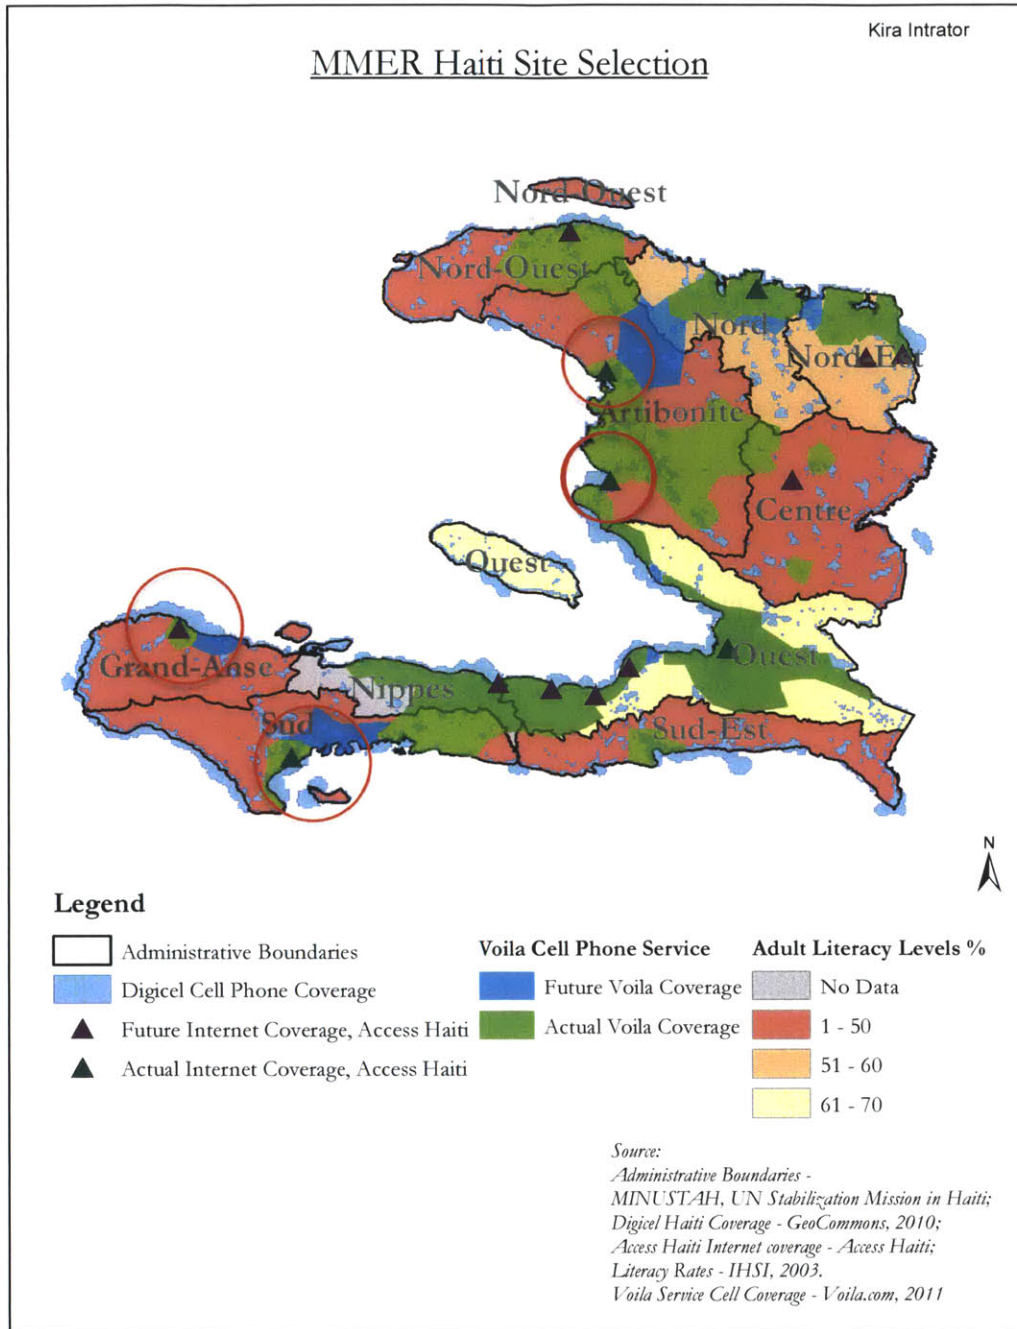 Kira Intrator
MMER Haiti Site Selection
Nord-Ouest
Nord-Ouest
Nord
Nord-Est
Artibonite
Centre
Ouest
Ouest
Grand-Anse
Nippes
Sud
Sud-Est
N
Legend
Administrative Boundaries
Digicel Cell Phone Coverage
Future Internet Coverage, Access Haiti
Actual Internet Coverage, Access Haiti
Voila Cell Phone Service
Future Voila Coverage
Actual Voila Coverage
Adult Literacy Levels %
No Data
1 - 50
51 - 60
61 - 70
Source:
Administrative Boundaries -
MINUSTAH, UN Stabilization Mission in Haiti;
Digicel Haiti Coverage - GeoCommons, 2010;
Access Haiti Internet coverage - Access Haiti;
Literacy Rates - IHSI, 2003.
Voila Service Cell Coverage - Voila.com, 2011